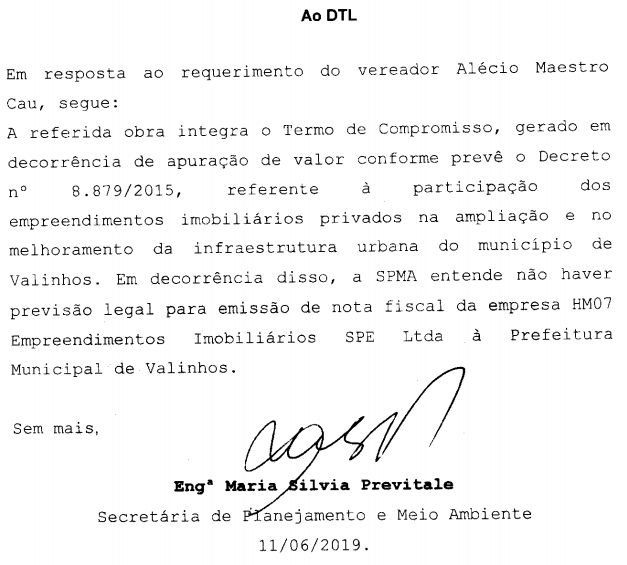 Ao DTL
Em resposta ao requerimento do vereador Alécio Maestro
Cau, segue:
A referida obra integra o Termo de Compromisso, gerado em
decorrência de apuração de valor conforme prevê o Decreto
nº 8.879/2015, referente à participação dos
empreendimentos imobiliários privados na ampliação e no
melhoramento da infraestrutura urbana do município de
Valinhos. Em decorrência disso, a SPMA entende não haver
previsão legal para emissão de nota fiscal da empresa HM07
Empreendimentos Imobiliários SPE Ltda à Prefeitura
Municipal de Valinhos.
Sem mais,
Engª Maria Silvia Previtale
Secretária de Planejamento e Meio Ambiente
11/06/2019.